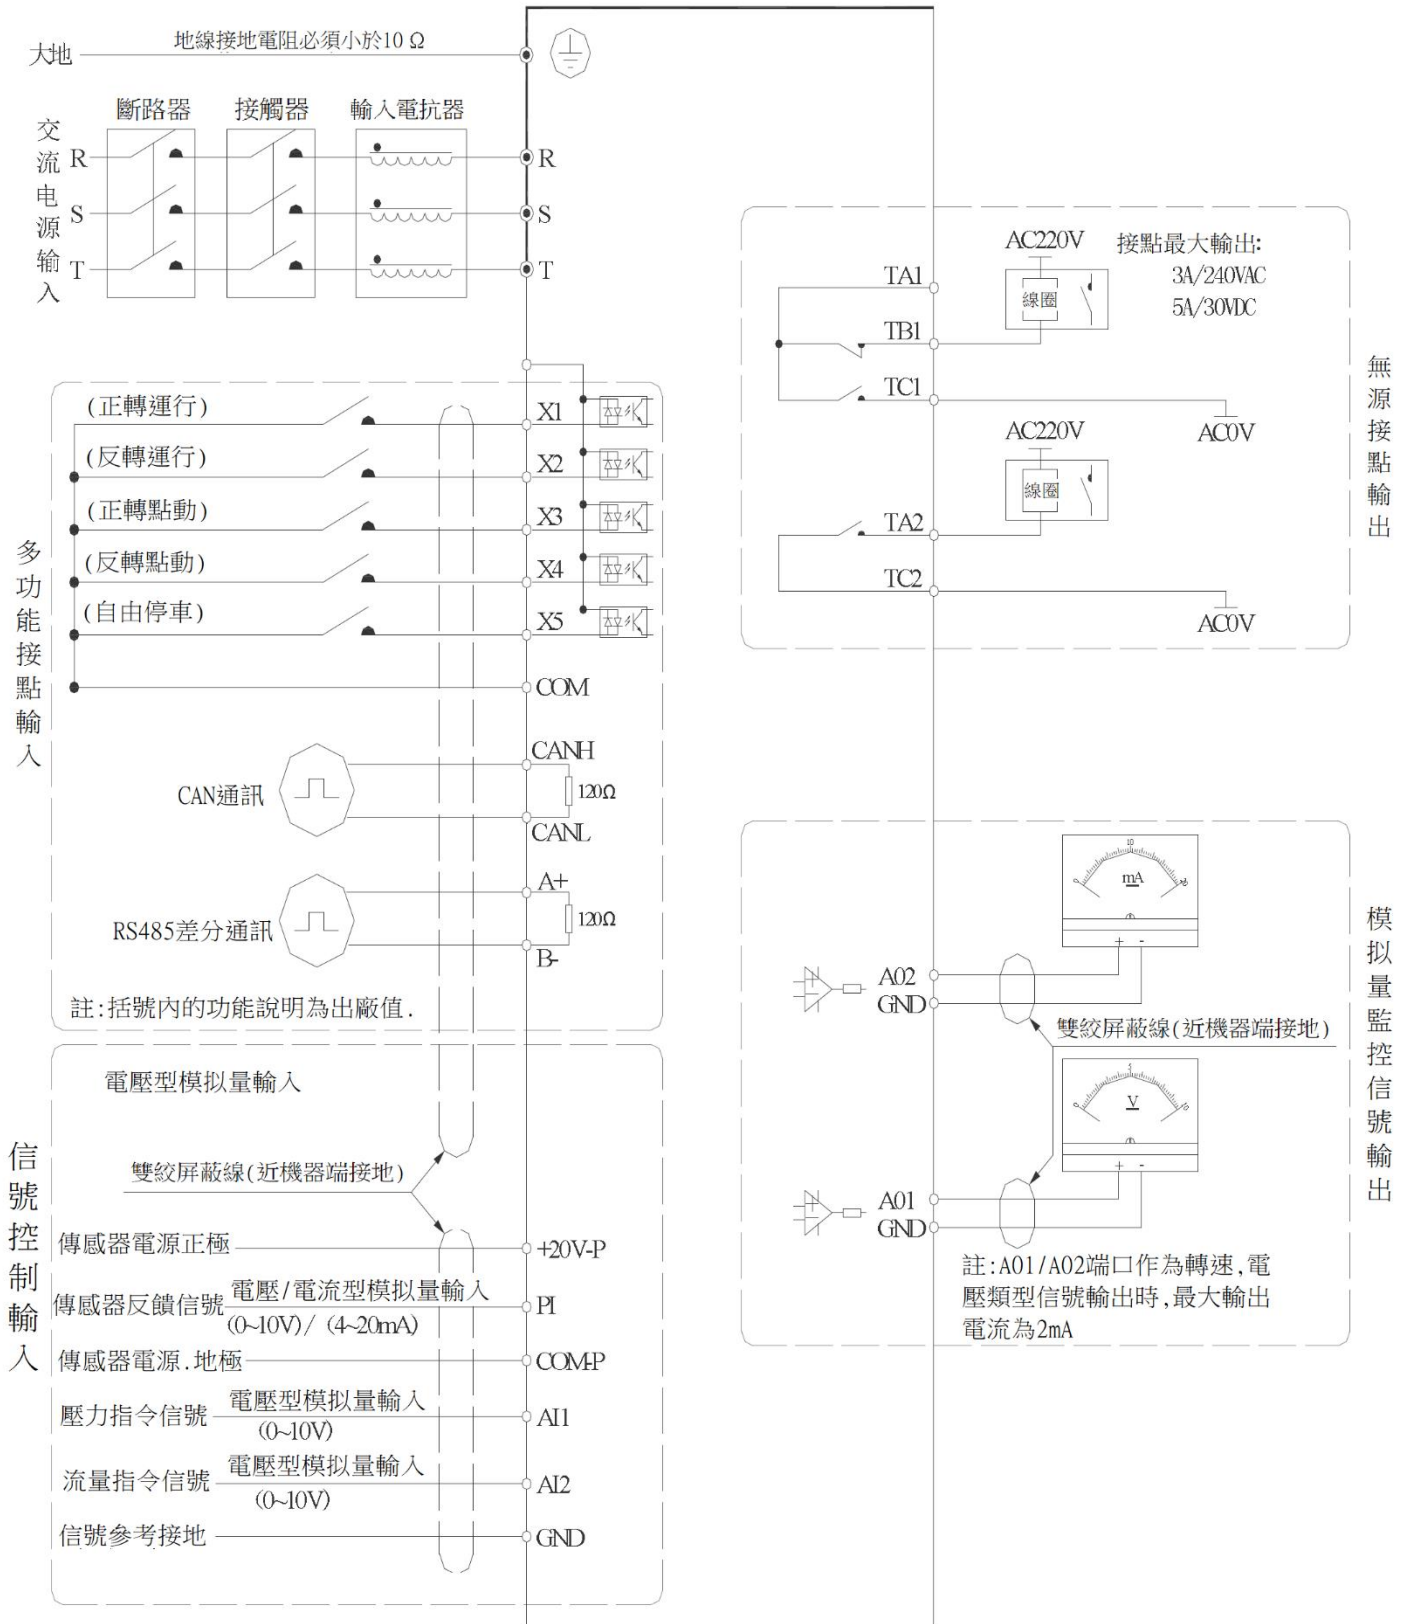 大地
地線接地電阻必須小於10 Ω
斷路器
接觸器
輸入電抗器
交流电源输入
R
S
T
R
S
T
多功能接點輸入
(正轉運行)
X1
(反轉運行)
X2
(正轉點動)
X3
(反轉點動)
X4
(自由停車)
X5
COM
CAN通訊
CANH
120Ω
CANL
RS485差分通訊
A+
120Ω
B-
註:括號內的功能說明為出廠值.
信號控制輸入
電壓型模拟量輸入
雙絞屏蔽線(近機器端接地)
傳感器電源正極
+20V-P
傳感器反饋信號
電壓/電流型模拟量輸入
(0~10V)/ (4~20mA)
PI
傳感器電源.地極
COM-P
壓力指令信號
電壓型模拟量輸入
(0~10V)
AI1
流量指令信號
電壓型模拟量輸入
(0~10V)
AI2
信號參考接地
GND
無源接點輸出
AC220V
接點最大輸出:
3A/240VAC
5A/30VDC
TA1
線圈
TB1
TC1
AC0V
AC220V
線圈
TA2
TC2
AC0V
模拟量監控信號輸出
0
10
20
mA
+ -
A02
GND
雙絞屏蔽線(近機器端接地)
0
5
10
V
+ -
A01
GND
註:A01/A02端口作為轉速,電
壓類型信號輸出時,最大輸出
電流為2mA